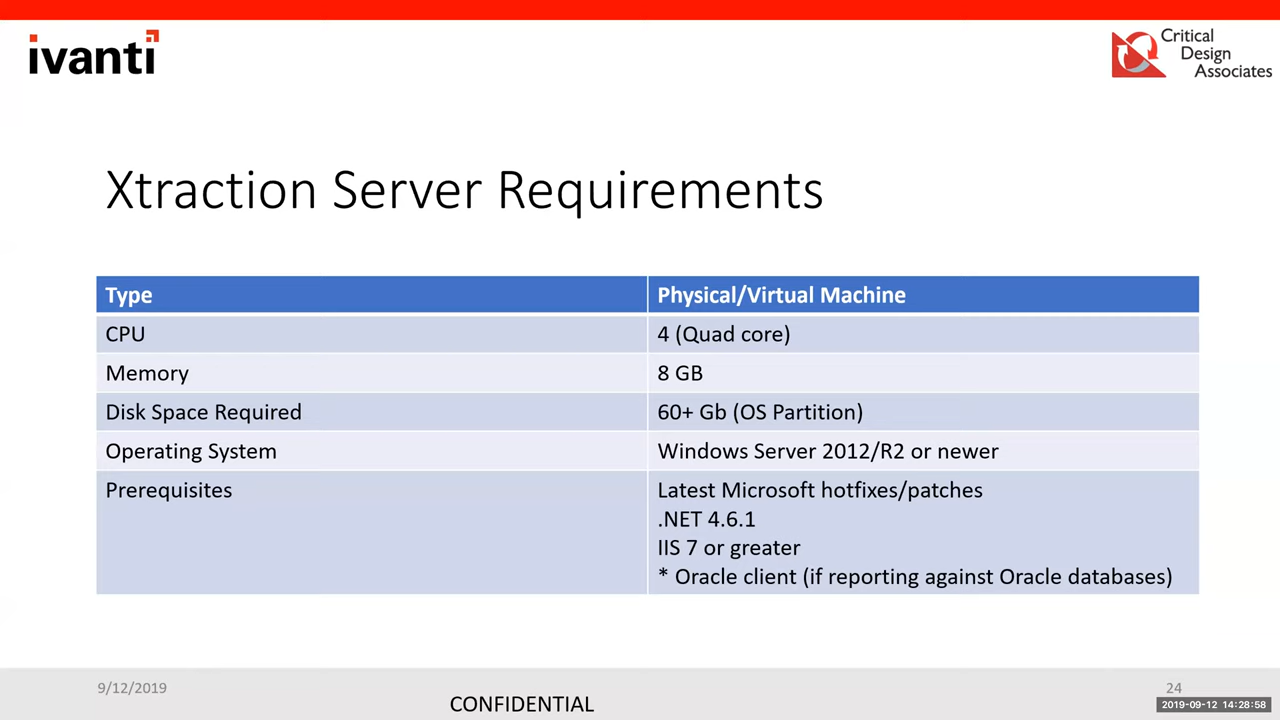 ivanti
Critical
Design
Associates
Xtraction Server Requirements
Type Physical/Virtual Machine
CPU 4 (Quad core)
Memory 8 GB
Disk Space Required 60+ Gb (OS Partition)
Operating System Windows Server 2012/R2 or newer
Prerequisites Latest Microsoft hotfixes/patches
.NET 4.6.1
IIS 7 or greater
* Oracle client (if reporting against Oracle databases)
9/12/2019
24
CONFIDENTIAL
2019-09-12 14:28:58